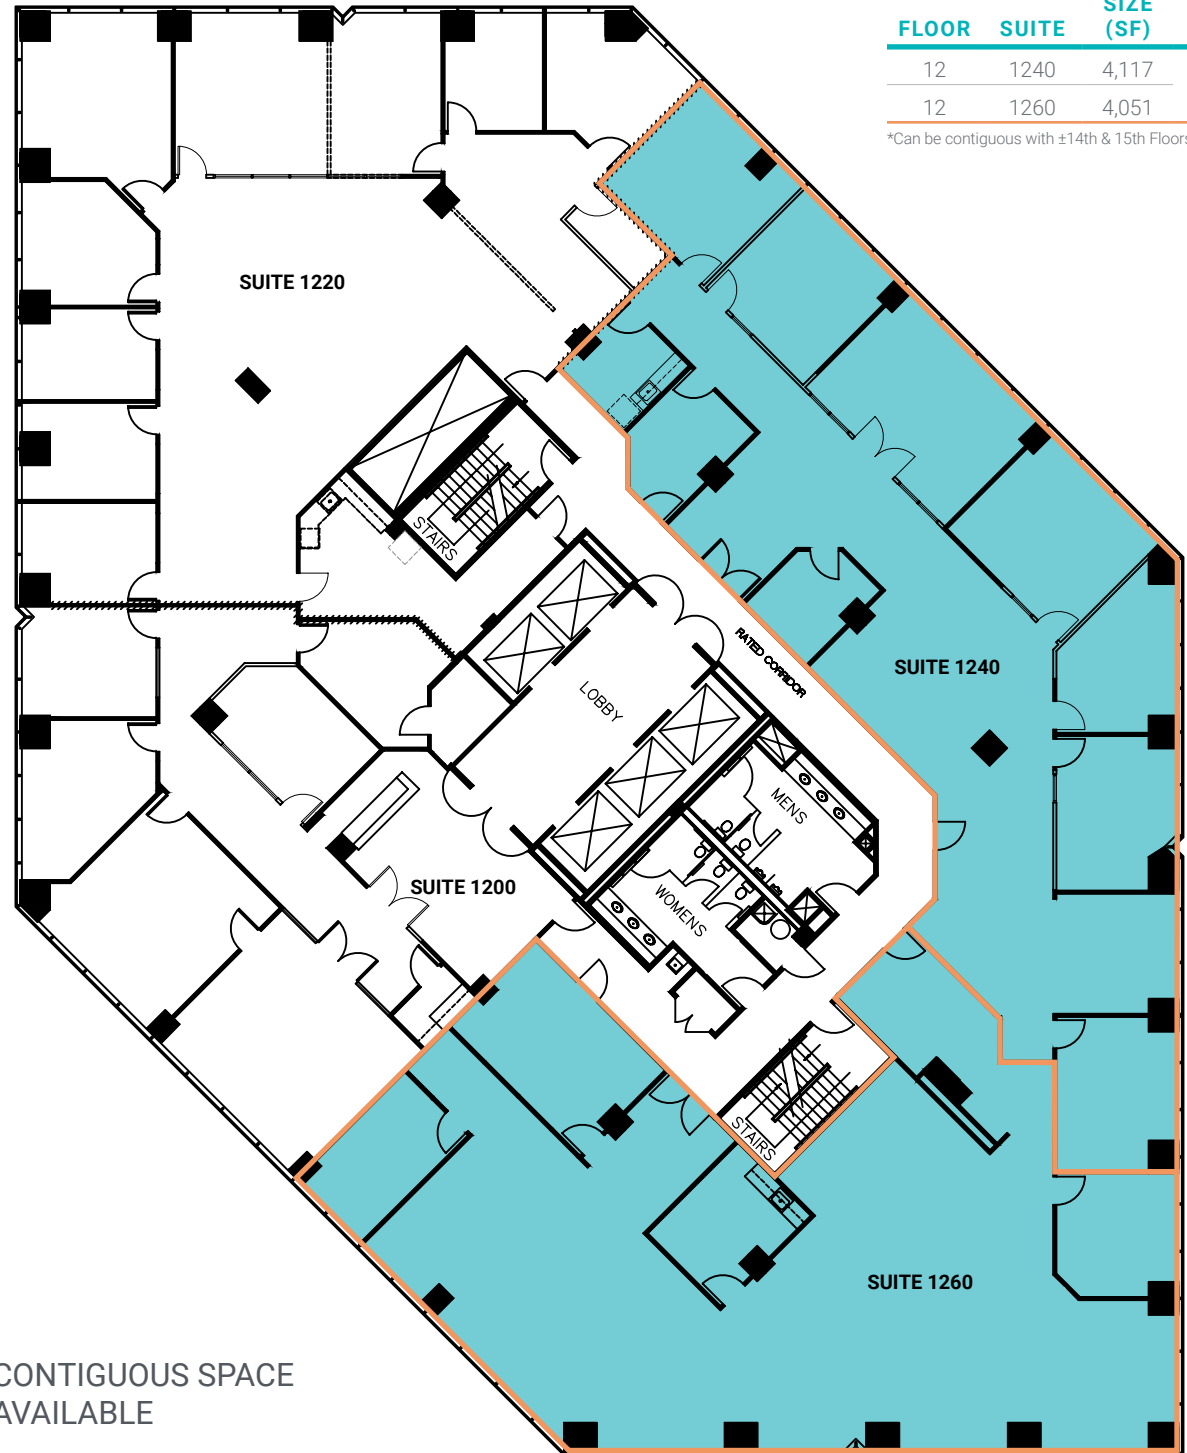 SIZE
FLOOR SUITE (SF)
12 1240 4,117
12 1260 4,051
*Can be contiguous with ±14th & 15th Floors
SUITE 1220
STAIRS
RATED CORRIDOR
SUITE 1240
LOBBY
MENS
SUITE 1200
WOMENS
STAIRS
SUITE 1260
CONTIGUOUS SPACE
AVAILABLE